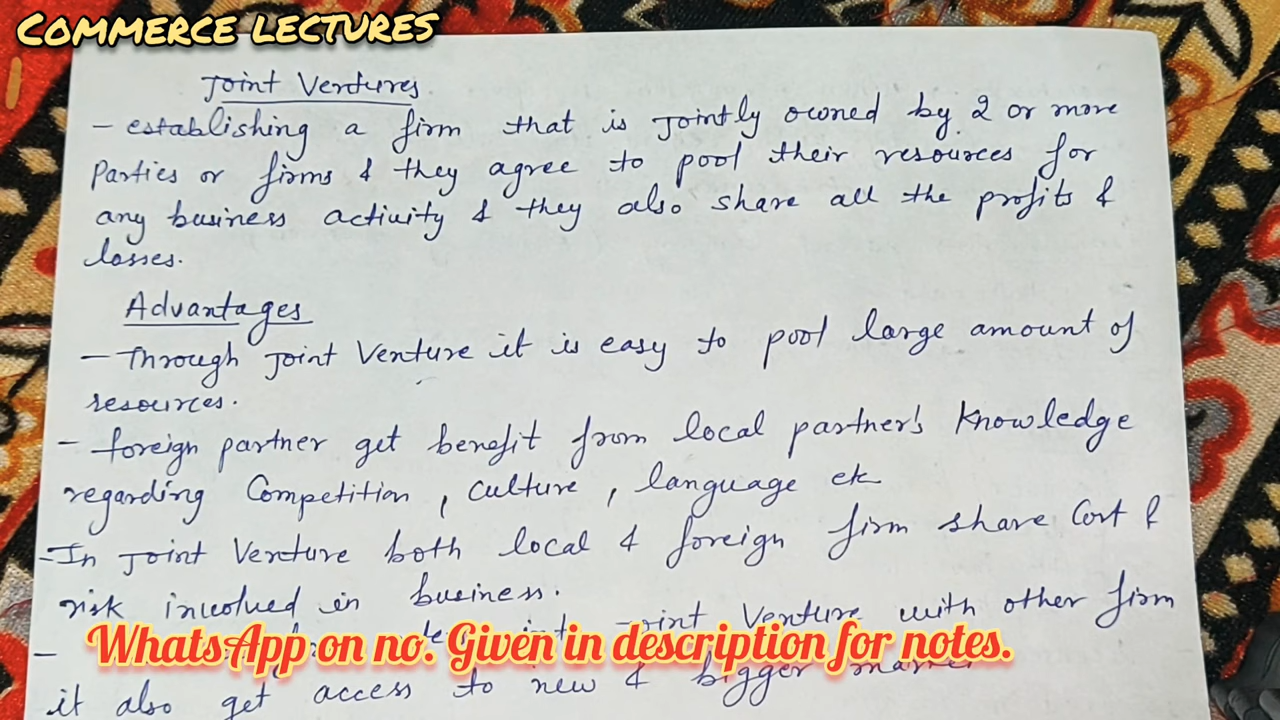 COMMERCE LECTURES
Joint Ventures
- establishing a firm that is Jointly owned by 2 or more
Parties or firms & they agree to pool their resources for
any business activity & they also share all the profits &
losses.
Advantages
- Through Joint Venture it is easy to pool large amount of
resources.
- foreign partner get benefit from local partner's Knowledge
regarding Competition, Culture, language etc
- In Joint Venture both local & foreign firm share Cost &
risk involved in business.
- Joint Venture with other firm
WhatsApp on no. Given in description for notes.
it also get access to new & bigger market